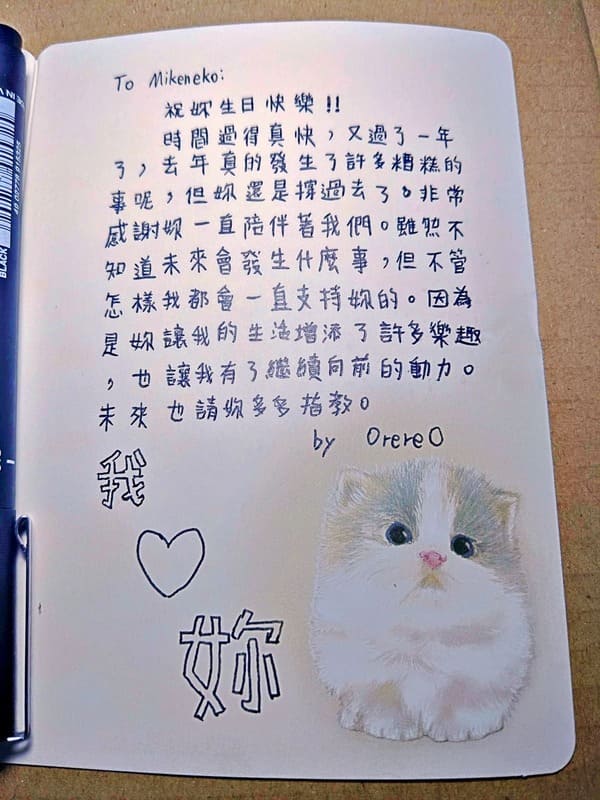 To Mikeneko:
祝妳生日快樂!!
時間過得真快，又過了一年
了，去年真的發生了許多糟糕的
事呢，但妳還是撐過去了。非常
感謝妳一直陪伴著我們。雖然不
知道未來會發生什麼事，但不管
怎樣我都會一直支持妳的。因為
是妳讓我的生活增添了許多樂趣
，也讓我有了繼續向前的動力。
未來也請妳多多指教。
by OrereO
我
♡
妳
BLACK